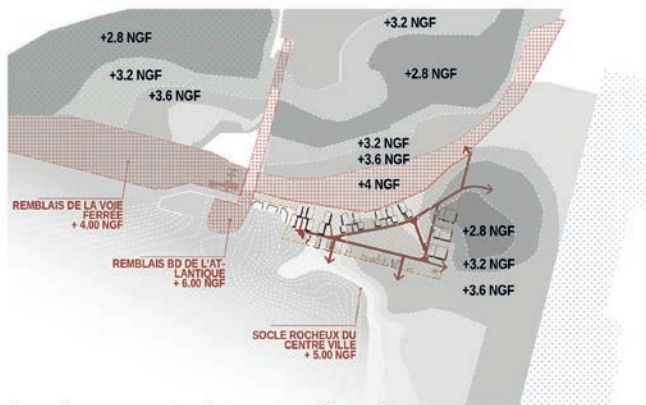 +3.2 NGF
+2.8 NGF
+3.2 NGF
+2.8 NGF
+3.6 NGF
+3.2 NGF
+3.6 NGF
+4 NGF
REMBLAIS DE LA VOIE
FERREE
+ 4.00 NGF
+2.8 NGF
REMBLAIS BD DE L'AT-
LANTIQUE
+ 6.00 NGF
+3.2 NGF
+3.6 NGF
SOCLE ROCHEUX DU
CENTRE VILLE
+ 5.00 NGF